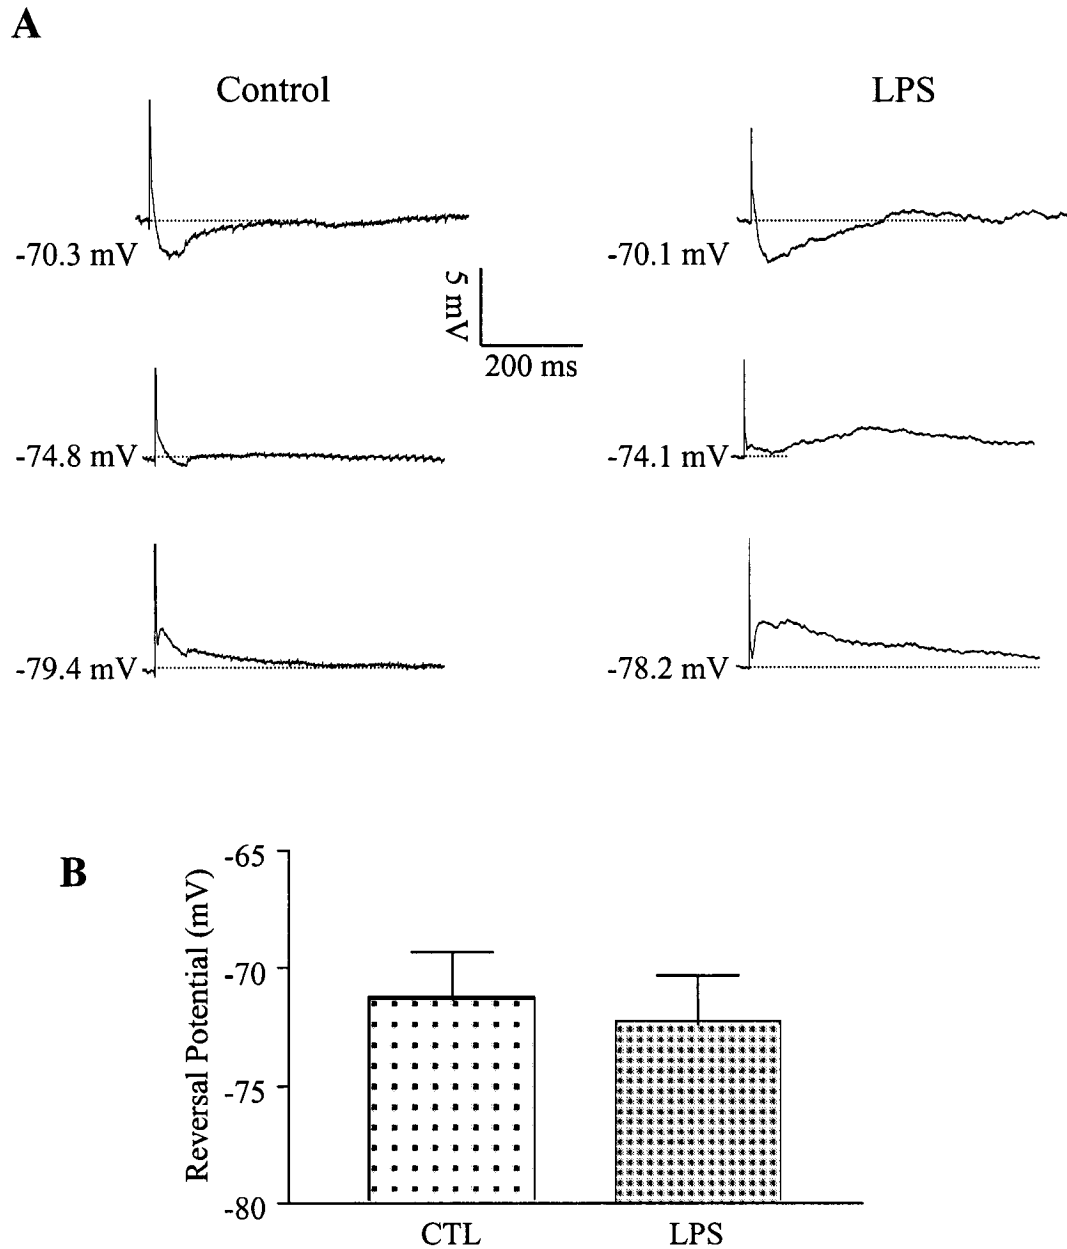 A
Control
LPS
-70.3 mV
-70.1 mV
5 mV
200 ms
-74.8 mV
-74.1 mV
-79.4 mV
-78.2 mV
B
Reversal Potential (mV)
-65
-70
-75
-80
CTL
LPS